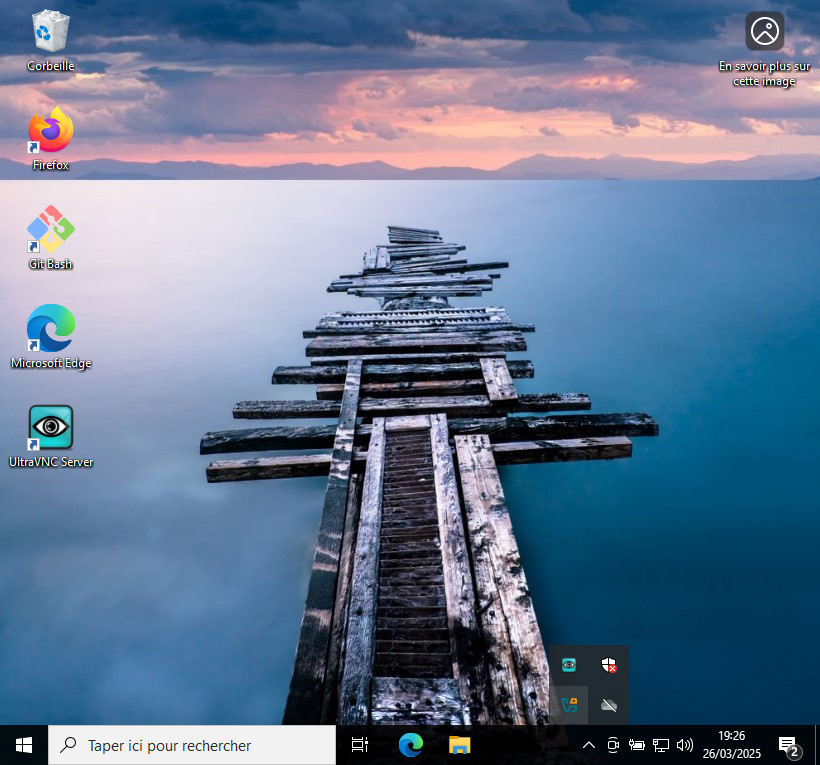 Corbeille
En savoir plus sur
cette image
Firefox
Git Bash
Microsoft Edge
UltraVNC Server
Taper ici pour rechercher
19:26
26/03/2025
2